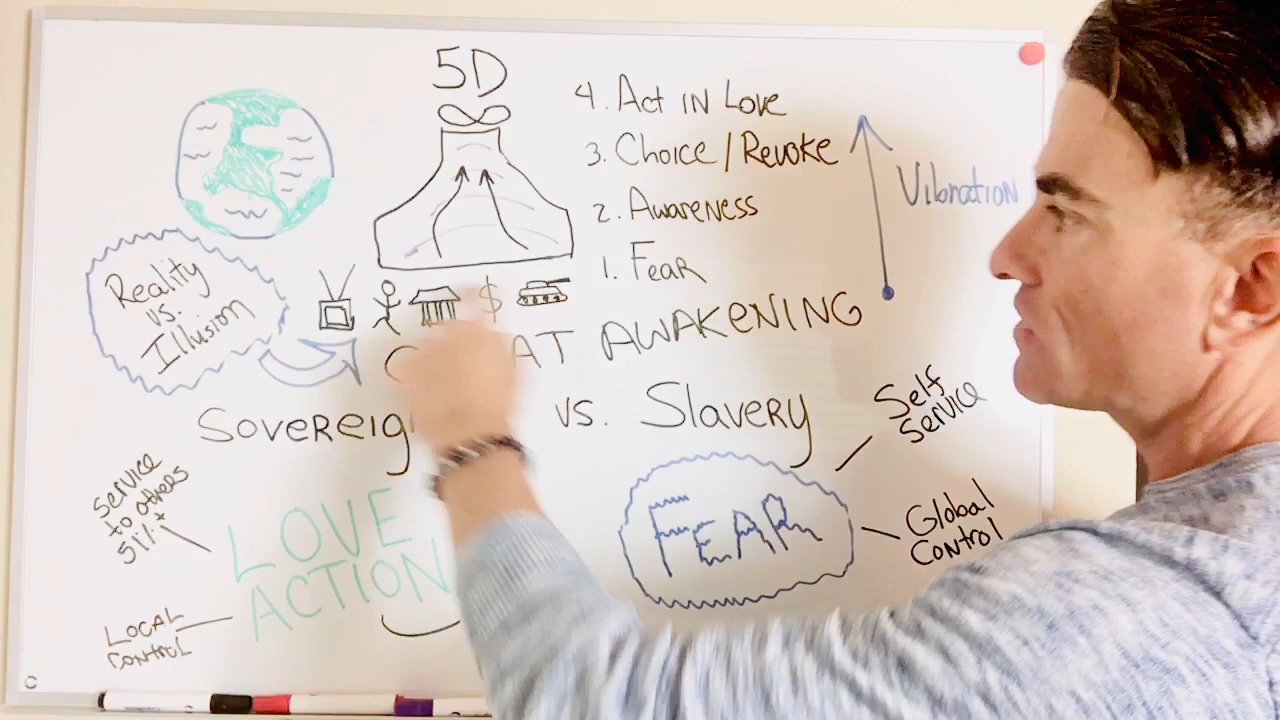 5D
4. Act IN Love
3. Choice / Revoke
2. Awareness
1. Fear
Vibration
Reality
vs.
Illusion
$
AWAKENING
vs. Slavery
Self
Service
Service
to others
51%+
LOVE
ACTION
FEAR
Global
Control
LOCAL
Control